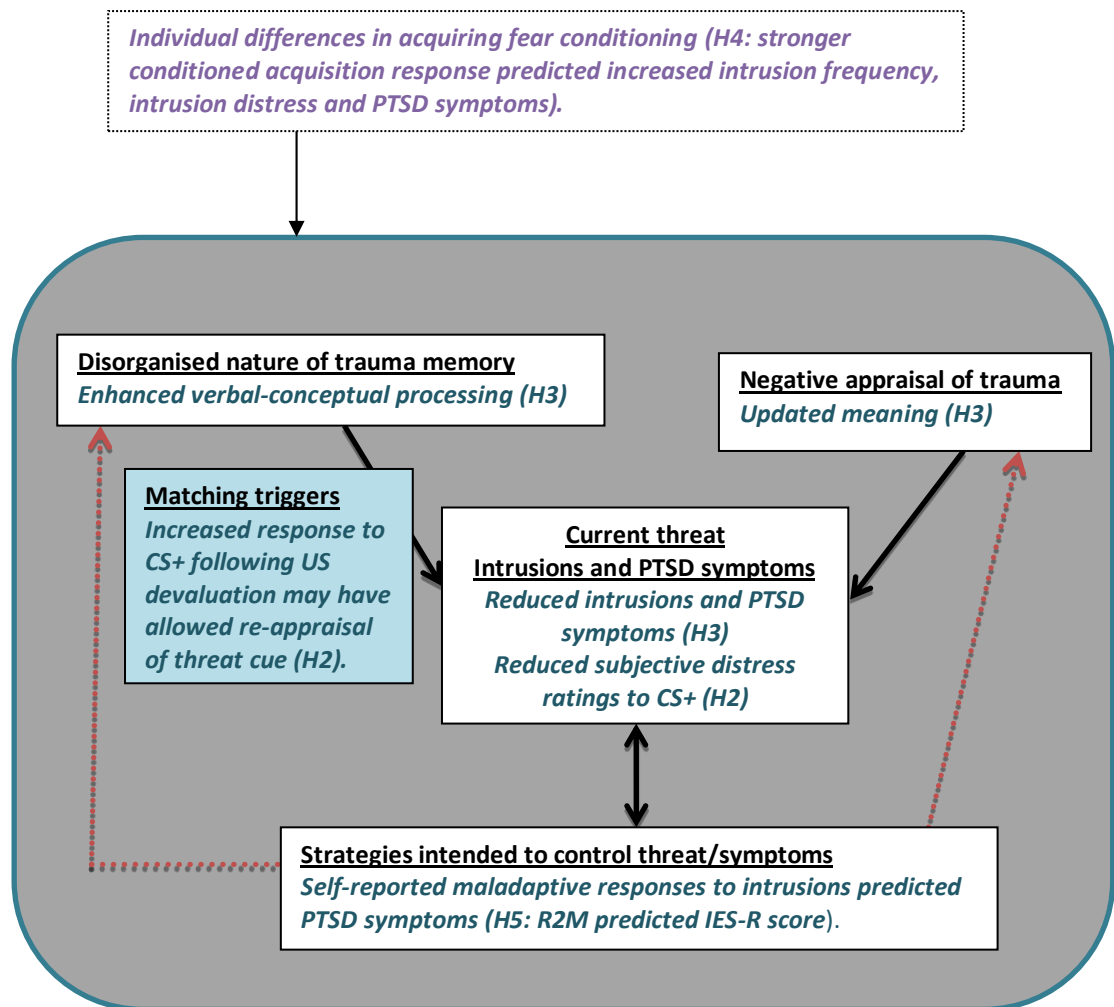 Individual differences in acquiring fear conditioning (H4: stronger
conditioned acquisition response predicted increased intrusion frequency,
intrusion distress and PTSD symptoms).
Disorganised nature of trauma memory
Enhanced verbal-conceptual processing (H3)
Negative appraisal of trauma
Updated meaning (H3)
Matching triggers
Increased response to
CS+ following US
devaluation may have
allowed re-appraisal
of threat cue (H2).
Current threat
Intrusions and PTSD symptoms
Reduced intrusions and PTSD
symptoms (H3)
Reduced subjective distress
ratings to CS+ (H2)
Strategies intended to control threat/symptoms
Self-reported maladaptive responses to intrusions predicted
PTSD symptoms (H5: R2M predicted IES-R score).